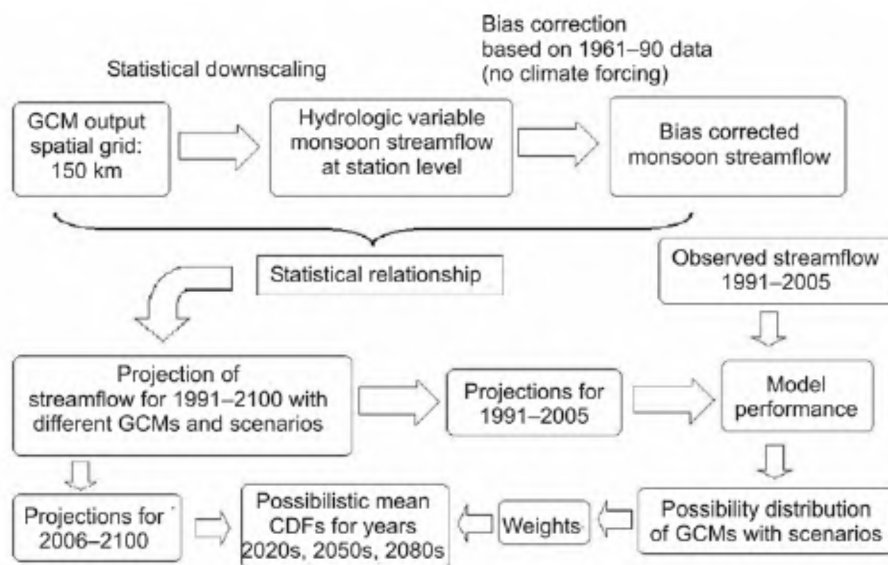 Statistical downscaling
Bias correction
based on 1961–90 data
(no climate forcing)
GCM output
spatial grid:
150 km
Hydrologic variable
monsoon streamflow
at station level
Bias corrected
monsoon streamflow
Statistical relationship
Observed streamflow
1991–2005
Projection of
streamflow for 1991–2100 with
different GCMs and scenarios
Projections for
1991–2005
Model
performance
Projections for
2006–2100
Possibilistic mean
CDFs for years
2020s, 2050s, 2080s
Weights
Possibility distribution
of GCMs with scenarios